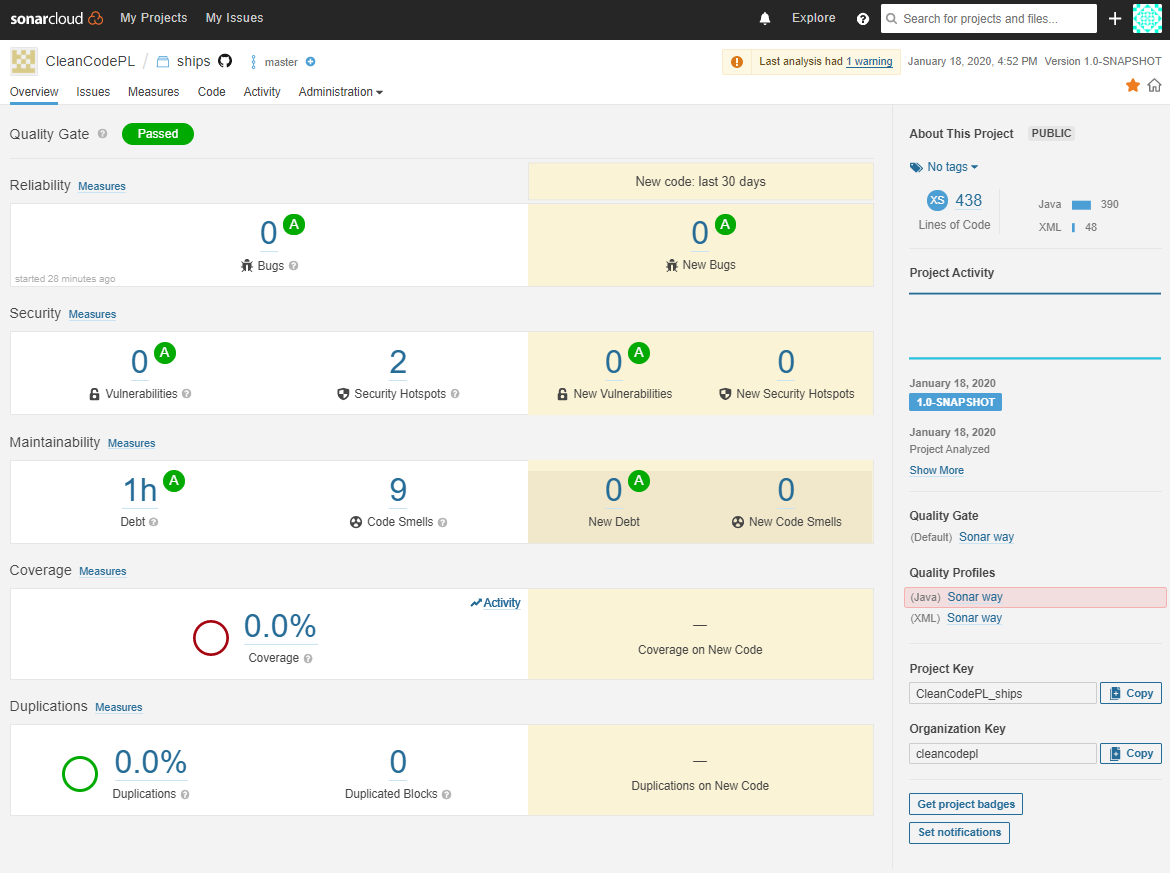 sonarcloud My Projects My Issues Explore Search for projects and files...
CleanCodePL / ships master
Last analysis had 1 warning January 18, 2020, 4:52 PM Version 1.0-SNAPSHOT
Overview Issues Measures Code Activity Administration
Quality Gate Passed
Reliability Measures
New code: last 30 days
0 A
Bugs
started 28 minutes ago
0 A
New Bugs
Security Measures
0 A
Vulnerabilities
2
Security Hotspots
0 A
New Vulnerabilities
0
New Security Hotspots
Maintainability Measures
1h A
Debt
9
Code Smells
0 A
New Debt
0
New Code Smells
Coverage Measures
Activity
0.0%
Coverage
—
Coverage on New Code
Duplications Measures
0.0%
Duplications
0
Duplicated Blocks
—
Duplications on New Code
About This Project PUBLIC
No tags
XS 438
Lines of Code
Java 390
XML 48
Project Activity
January 18, 2020
1.0-SNAPSHOT
January 18, 2020
Project Analyzed
Show More
Quality Gate
(Default) Sonar way
Quality Profiles
(Java) Sonar way
(XML) Sonar way
Project Key
CleanCodePL_ships Copy
Organization Key
cleancodepl Copy
Get project badges
Set notifications